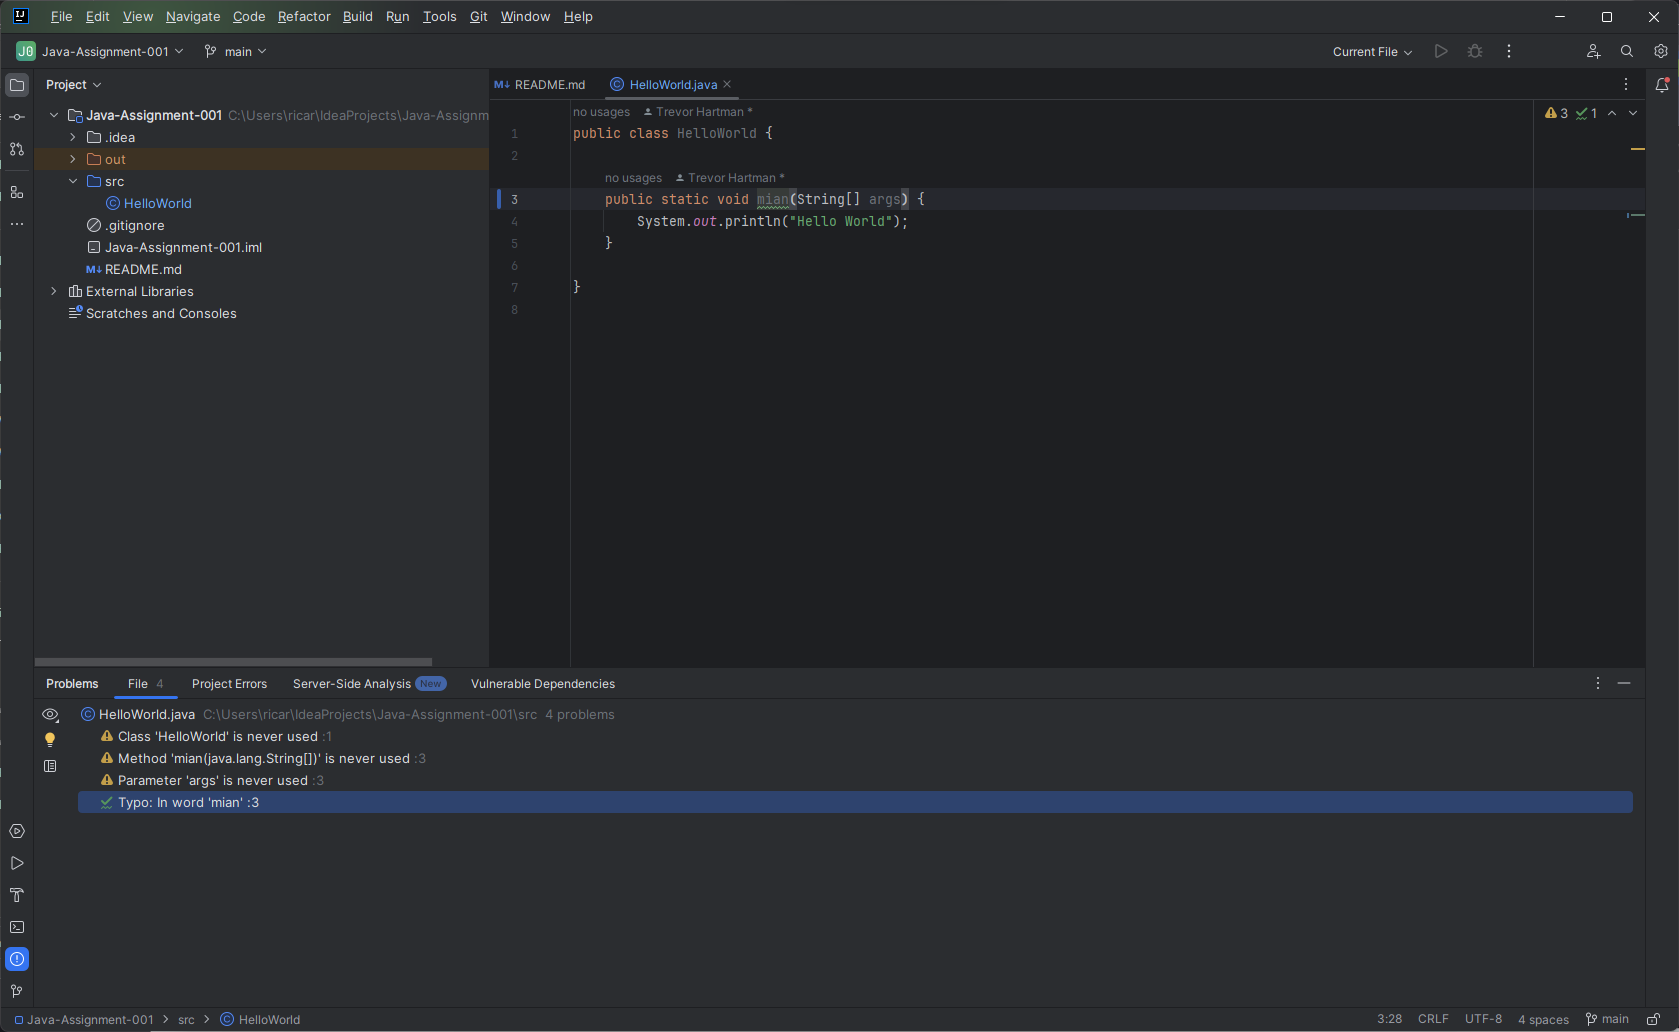 File Edit View Navigate Code Refactor Build Run Tools Git Window Help
J0 Java-Assignment-001 main Current File
Project
Java-Assignment-001 C:\Users\ricar\IdeaProjects\Java-Assignm
.idea
out
src
HelloWorld
.gitignore
Java-Assignment-001.iml
README.md
External Libraries
Scratches and Consoles
README.md HelloWorld.java
no usages Trevor Hartman *
1 public class HelloWorld {
2
no usages Trevor Hartman *
3 public static void mian(String[] args) {
4 System.out.println("Hello World");
5 }
6
7 }
8
3 1
Problems File 4 Project Errors Server-Side Analysis New Vulnerable Dependencies
HelloWorld.java C:\Users\ricar\IdeaProjects\Java-Assignment-001\src 4 problems
Class 'HelloWorld' is never used :1
Method 'mian(java.lang.String[])' is never used :3
Parameter 'args' is never used :3
Typo: In word 'mian' :3
Java-Assignment-001 > src > HelloWorld
3:28 CRLF UTF-8 4 spaces main